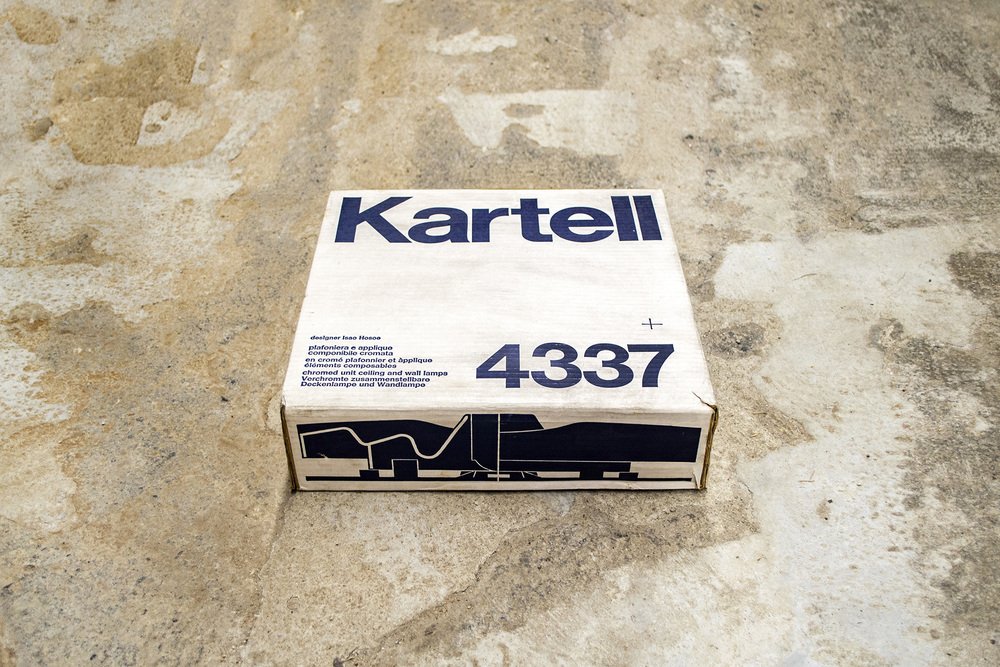 Kartell
designer Isao Hosoe
plafoniera e applique
componibile cromata
en cromé plafonnier et applique
éléments composables
chromed unit ceiling and wall lamps
Verchromte zusammenstellbare
Deckenlampe und Wandlampe
4337